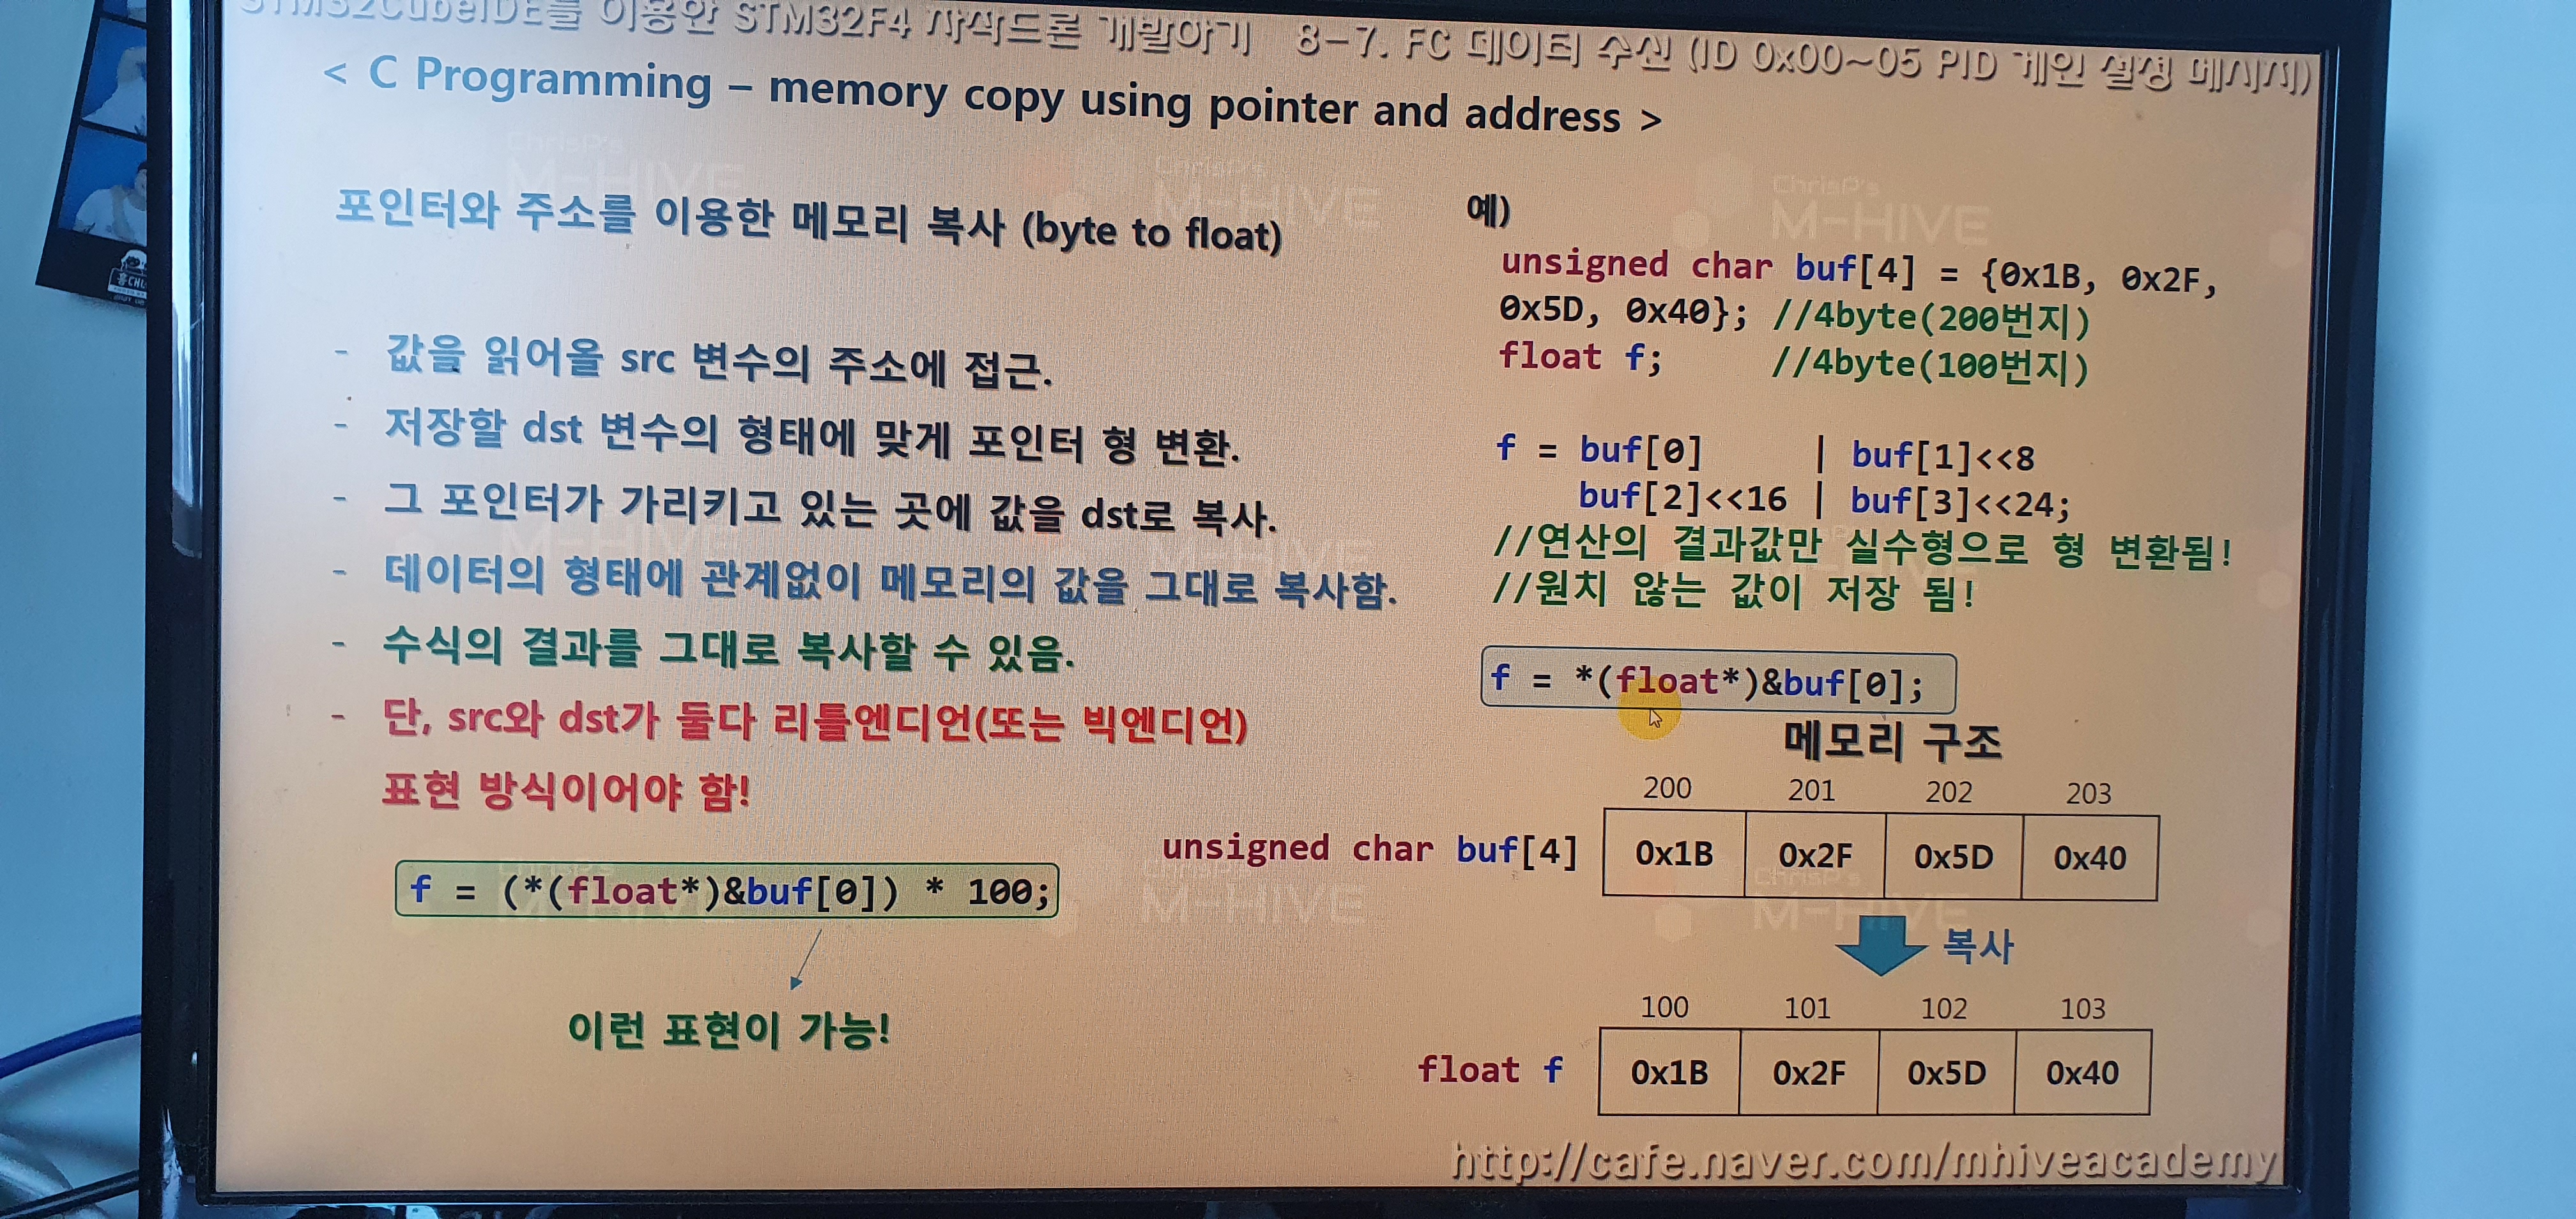 STM32CubeIDE를 이용한 STM32F4 자작드론 개발하기 8-7. FC 데이터 수신 (ID 0x00~05 PID 게인 설정 메시지)
< C Programming – memory copy using pointer and address >
포인터와 주소를 이용한 메모리 복사 (byte to float)
- 값을 읽어올 src 변수의 주소에 접근.
- 저장할 dst 변수의 형태에 맞게 포인터 형 변환.
- 그 포인터가 가리키고 있는 곳에 값을 dst로 복사.
- 데이터의 형태에 관계없이 메모리의 값을 그대로 복사함.
- 수식의 결과를 그대로 복사할 수 있음.
- 단, src와 dst가 둘다 리틀엔디언(또는 빅엔디언)
표현 방식이어야 함!
f = (*(float*)&buf[0]) * 100;
이런 표현이 가능!
예)
unsigned char buf[4] = {0x1B, 0x2F,
0x5D, 0x40}; //4byte(200번지)
float f; //4byte(100번지)
f = buf[0] | buf[1]<<8
buf[2]<<16 | buf[3]<<24;
//연산의 결과값만 실수형으로 형 변환됨!
//원치 않는 값이 저장 됨!
f = *(float*)&buf[0];
메모리 구조
200 201 202 203
unsigned char buf[4] 0x1B 0x2F 0x5D 0x40
복사
100 101 102 103
float f 0x1B 0x2F 0x5D 0x40
http://cafe.naver.com/mhiveacademy
ChrisP's
M-HIVE
ChrisP's
M-HIVE
ChrisP's
M-HIVE
ChrisP's
M-HIVE
ChrisP's
M-HIVE